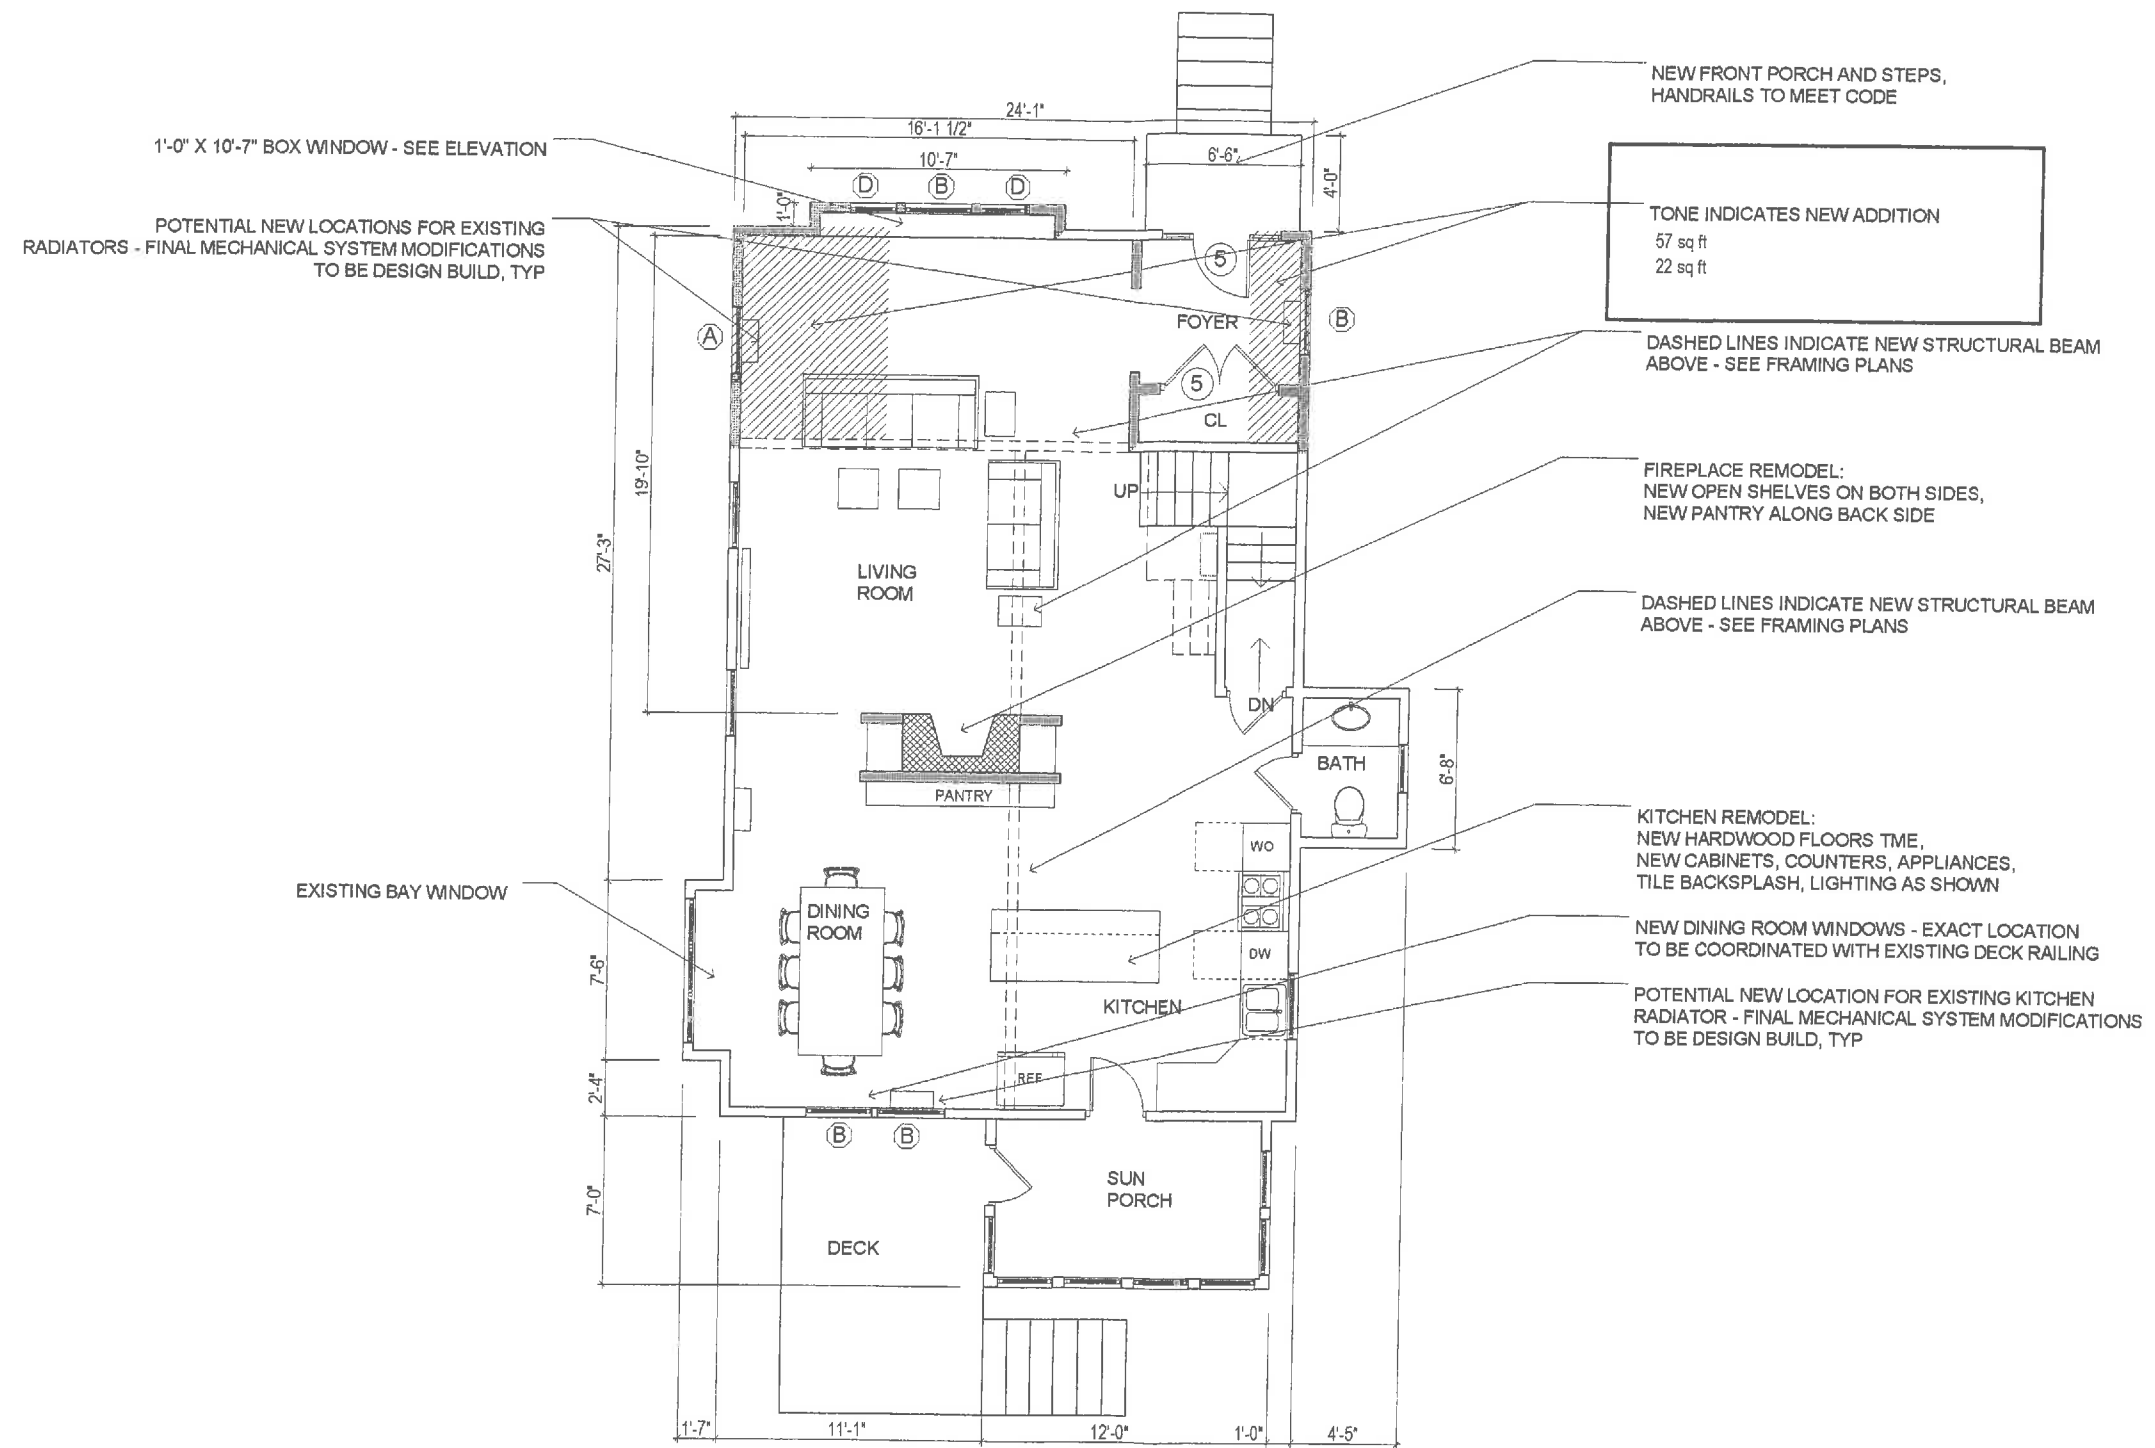 NEW FRONT PORCH AND STEPS,
HANDRAILS TO MEET CODE
24'-1"
16'-1 1/2"
10'-7"
6'-6"
4'-0"
1'-0" X 10'-7" BOX WINDOW - SEE ELEVATION
D
B
D
1'-0"
POTENTIAL NEW LOCATIONS FOR EXISTING
RADIATORS - FINAL MECHANICAL SYSTEM MODIFICATIONS
TO BE DESIGN BUILD, TYP
TONE INDICATES NEW ADDITION
57 sq ft
22 sq ft
5
FOYER
A
B
5
CL
DASHED LINES INDICATE NEW STRUCTURAL BEAM
ABOVE - SEE FRAMING PLANS
19'-10"
27'-3"
UP
FIREPLACE REMODEL:
NEW OPEN SHELVES ON BOTH SIDES,
NEW PANTRY ALONG BACK SIDE
LIVING
ROOM
DASHED LINES INDICATE NEW STRUCTURAL BEAM
ABOVE - SEE FRAMING PLANS
DN
BATH
6'-8"
PANTRY
WO
KITCHEN REMODEL:
NEW HARDWOOD FLOORS TME,
NEW CABINETS, COUNTERS, APPLIANCES,
TILE BACKSPLASH, LIGHTING AS SHOWN
EXISTING BAY WINDOW
DINING
ROOM
DW
NEW DINING ROOM WINDOWS - EXACT LOCATION
TO BE COORDINATED WITH EXISTING DECK RAILING
7'-6"
KITCHEN
POTENTIAL NEW LOCATION FOR EXISTING KITCHEN
RADIATOR - FINAL MECHANICAL SYSTEM MODIFICATIONS
TO BE DESIGN BUILD, TYP
REF
2'-4"
B
B
7'-0"
SUN
PORCH
DECK
1'-7"
11'-1"
12'-0"
1'-0"
4'-5"